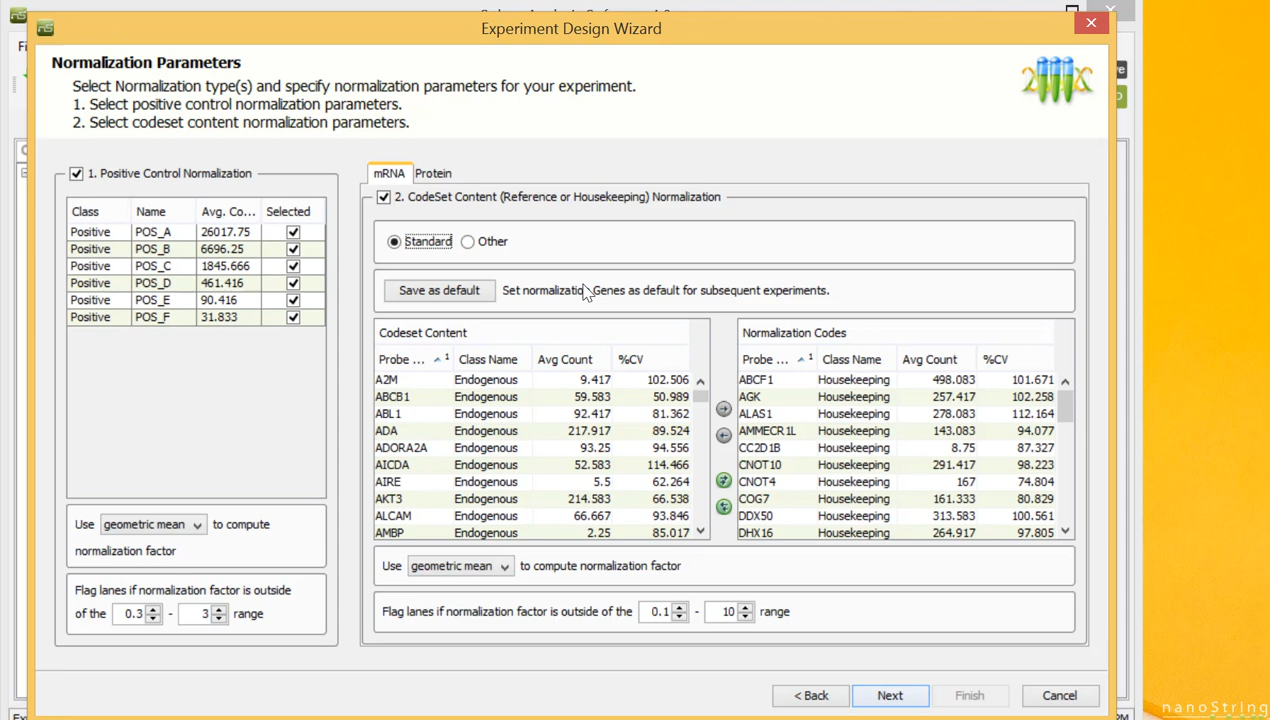 Experiment Design Wizard
Normalization Parameters
Select Normalization type(s) and specify normalization parameters for your experiment.
1. Select positive control normalization parameters.
2. Select codeset content normalization parameters.
1. Positive Control Normalization
Class Name Avg. Co... Selected
Positive POS_A 26017.75
Positive POS_B 6696.25
Positive POS_C 1845.666
Positive POS_D 461.416
Positive POS_E 90.416
Positive POS_F 31.833
Use geometric mean to compute
normalization factor
Flag lanes if normalization factor is outside
of the 0.3 - 3 range
mRNA Protein
2. CodeSet Content (Reference or Housekeeping) Normalization
Standard Other
Save as default Set normalization Genes as default for subsequent experiments.
Codeset Content
Probe ... 1 Class Name Avg Count %CV
A2M Endogenous 9.417 102.506
ABCB1 Endogenous 59.583 50.989
ABL1 Endogenous 92.417 81.362
ADA Endogenous 217.917 89.524
ADORA2A Endogenous 93.25 94.556
AICDA Endogenous 52.583 114.466
AIRE Endogenous 5.5 62.264
AKT3 Endogenous 214.583 66.538
ALCAM Endogenous 66.667 93.846
AMBP Endogenous 2.25 85.017
Normalization Codes
Probe ... 1 Class Name Avg Count %CV
ABCF1 Housekeeping 498.083 101.671
AGK Housekeeping 257.417 102.258
ALAS1 Housekeeping 278.083 112.164
AMMECR1L Housekeeping 143.083 94.077
CC2D1B Housekeeping 8.75 87.327
CNOT10 Housekeeping 291.417 98.223
CNOT4 Housekeeping 167 74.804
COG7 Housekeeping 161.333 80.829
DDX50 Housekeeping 313.583 100.561
DHX16 Housekeeping 264.917 97.805
Use geometric mean to compute normalization factor
Flag lanes if normalization factor is outside of the 0.1 - 10 range
< Back Next Finish Cancel
nanoString